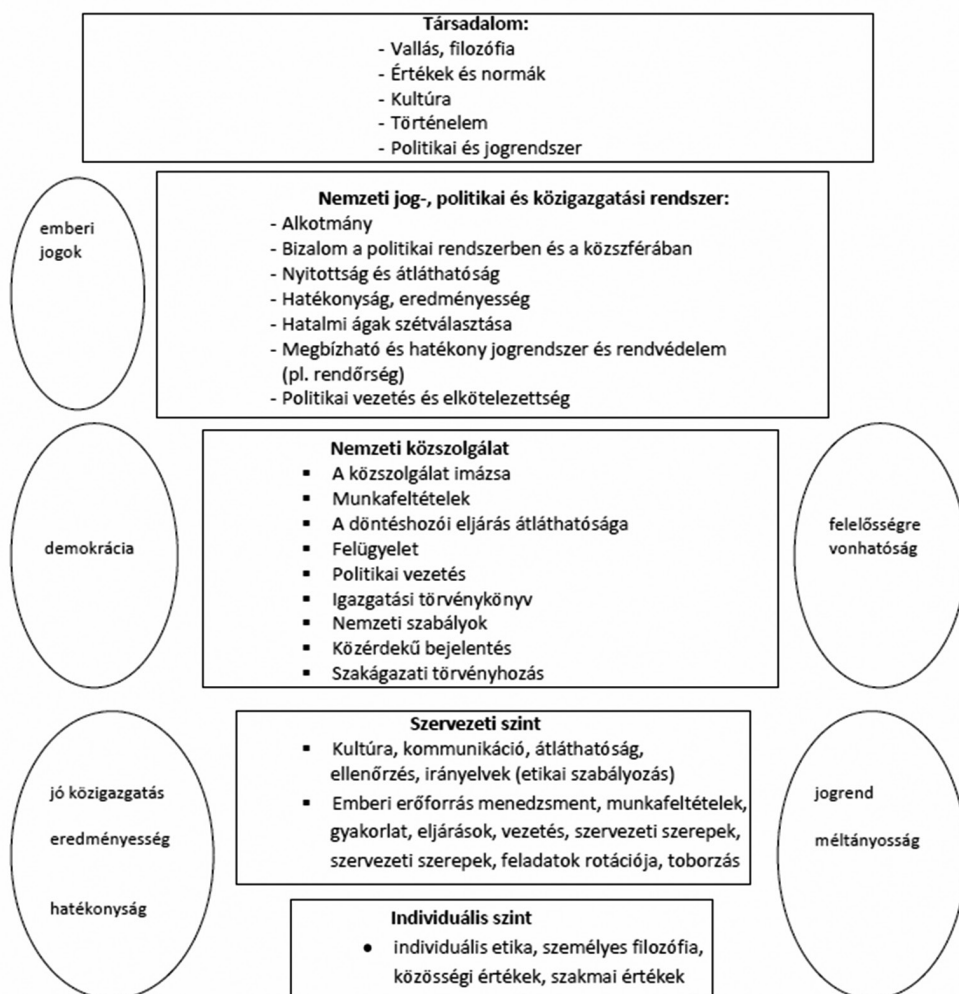 Társadalom:
- Vallás, filozófia
- Értékek és normák
- Kultúra
- Történelem
- Politikai és jogrendszer
emberi
jogok
Nemzeti jog-, politikai és közigazgatási rendszer:
- Alkotmány
- Bizalom a politikai rendszerben és a közszférában
- Nyitottság és átláthatóság
- Hatékonyság, eredményesség
- Hatalmi ágak szétválasztása
- Megbízható és hatékony jogrendszer és rendvédelem
(pl. rendőrség)
- Politikai vezetés és elkötelezettség
demokrácia
Nemzeti közszolgálat
▪ A közszolgálat imázsa
▪ Munkafeltételek
▪ A döntéshozói eljárás átláthatósága
▪ Felügyelet
▪ Politikai vezetés
▪ Igazgatási törvénykönyv
▪ Nemzeti szabályok
▪ Közérdekű bejelentés
▪ Szakágazati törvényhozás
felelősségre
vonhatóság
jó közigazgatás
eredményesség
hatékonyság
Szervezeti szint
▪ Kultúra, kommunikáció, átláthatóság,
ellenőrzés, irányelvek (etikai szabályozás)
▪ Emberi erőforrás menedzsment, munkafeltételek,
gyakorlat, eljárások, vezetés, szervezeti szerepek,
szervezeti szerepek, feladatok rotációja, toborzás
jogrend
méltányosság
Individuális szint
● individuális etika, személyes filozófia,
közösségi értékek, szakmai értékek